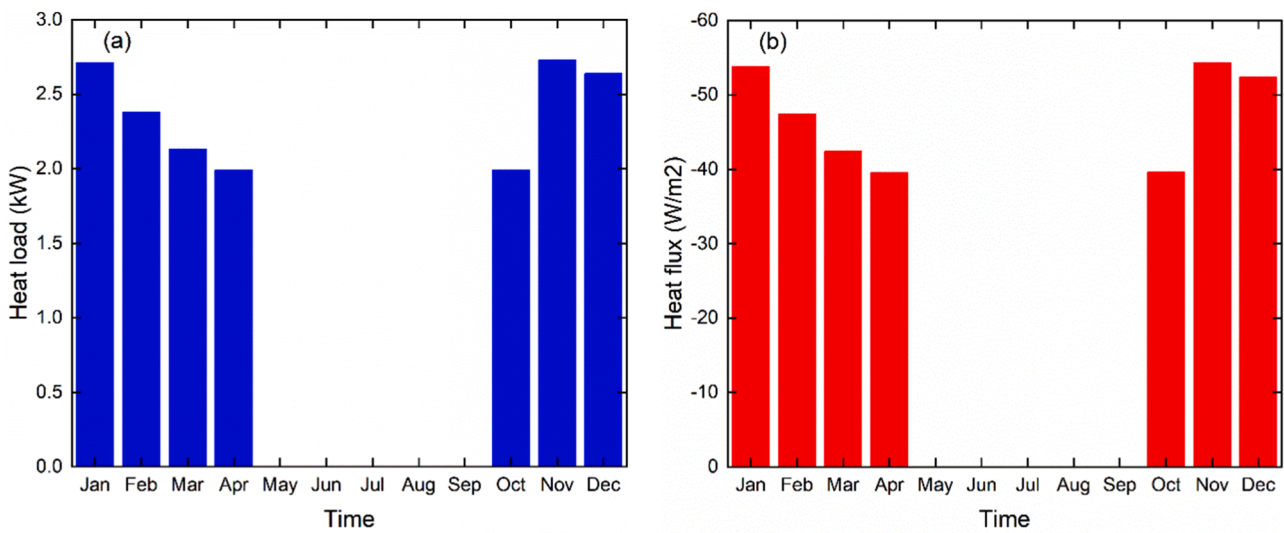 (a)
3.0
2.5
2.0
1.5
1.0
0.5
0.0
Heat load (kW)
Jan Feb Mar Apr May Jun Jul Aug Sep Oct Nov Dec
Time
(b)
-60
-50
-40
-30
-20
-10
0
Heat flux (W/m2)
Jan Feb Mar Apr May Jun Jul Aug Sep Oct Nov Dec
Time